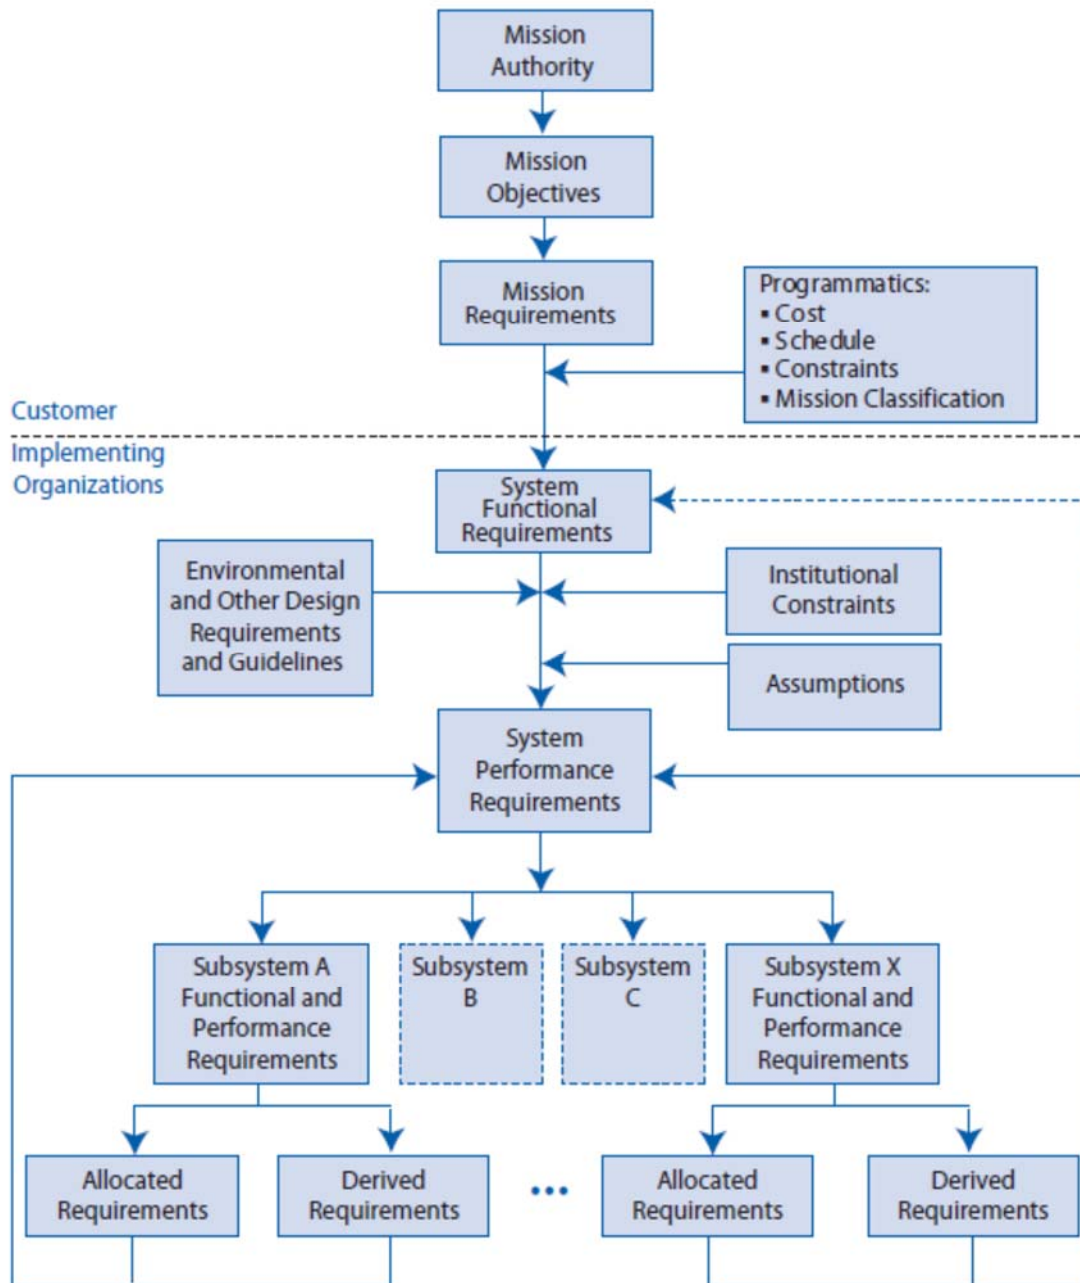 Mission
Authority
Mission
Objectives
Mission
Requirements
Programmatics:
▪ Cost
▪ Schedule
▪ Constraints
▪ Mission Classification
Customer
Implementing
Organizations
System
Functional
Requirements
Environmental
and Other Design
Requirements
and Guidelines
Institutional
Constraints
Assumptions
System
Performance
Requirements
Subsystem A
Functional and
Performance
Requirements
Subsystem
B
Subsystem
C
Subsystem X
Functional and
Performance
Requirements
Allocated
Requirements
Derived
Requirements
•••
Allocated
Requirements
Derived
Requirements